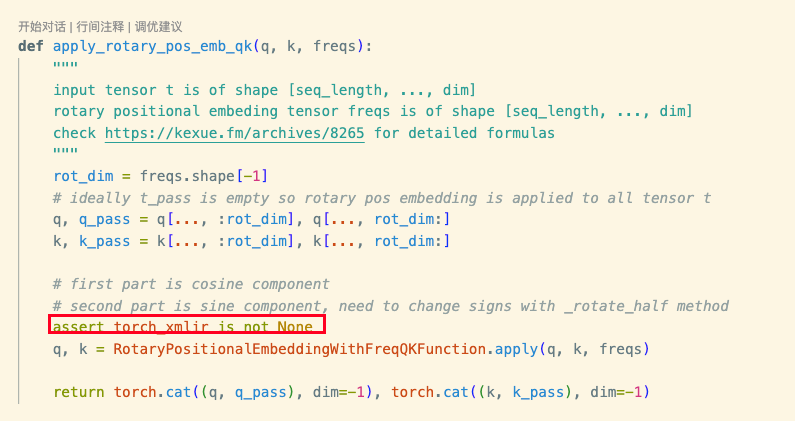 开始对话 | 行间注释 | 调优建议
def apply_rotary_pos_emb_qk(q, k, freqs):
"""
input tensor t is of shape [seq_length, ..., dim]
rotary positional embeding tensor freqs is of shape [seq_length, ..., dim]
check https://kexue.fm/archives/8265 for detailed formulas
"""
rot_dim = freqs.shape[-1]
# ideally t_pass is empty so rotary pos embedding is applied to all tensor t
q, q_pass = q[..., :rot_dim], q[..., rot_dim:]
k, k_pass = k[..., :rot_dim], k[..., rot_dim:]
# first part is cosine component
# second part is sine component, need to change signs with _rotate_half method
assert torch_xmlir is not None
q, k = RotaryPositionalEmbeddingWithFreqQKFunction.apply(q, k, freqs)
return torch.cat((q, q_pass), dim=-1), torch.cat((k, k_pass), dim=-1)